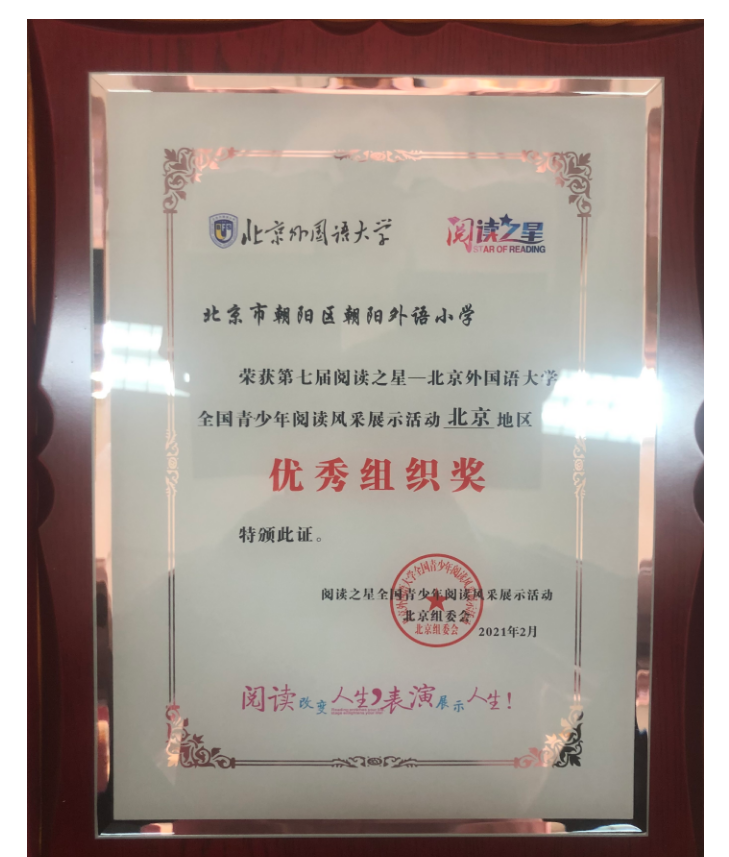 北京外国语大学 阅读之星
STAR OF READING
北京市朝阳区朝阳外语小学
荣获第七届阅读之星—北京外国语大学
全国青少年阅读风采展示活动 北京 地区
优秀组织奖
特颁此证。
阅读之星全国青少年阅读风采展示活动
北京组委会
北京组委会
2021年2月
阅读改变人生,表演展示人生!